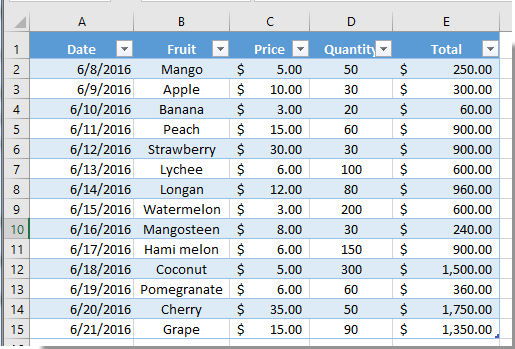 A B C D E
1 Date Fruit Price Quantity Total
2 6/8/2016 Mango $ 5.00 50 $ 250.00
3 6/9/2016 Apple $ 10.00 30 $ 300.00
4 6/10/2016 Banana $ 3.00 20 $ 60.00
5 6/11/2016 Peach $ 15.00 60 $ 900.00
6 6/12/2016 Strawberry $ 30.00 30 $ 900.00
7 6/13/2016 Lychee $ 6.00 100 $ 600.00
8 6/14/2016 Longan $ 12.00 80 $ 960.00
9 6/15/2016 Watermelon $ 3.00 200 $ 600.00
10 6/16/2016 Mangosteen $ 8.00 30 $ 240.00
11 6/17/2016 Hami melon $ 6.00 150 $ 900.00
12 6/18/2016 Coconut $ 5.00 300 $ 1,500.00
13 6/19/2016 Pomegranate $ 6.00 60 $ 360.00
14 6/20/2016 Cherry $ 35.00 50 $ 1,750.00
15 6/21/2016 Grape $ 15.00 90 $ 1,350.00